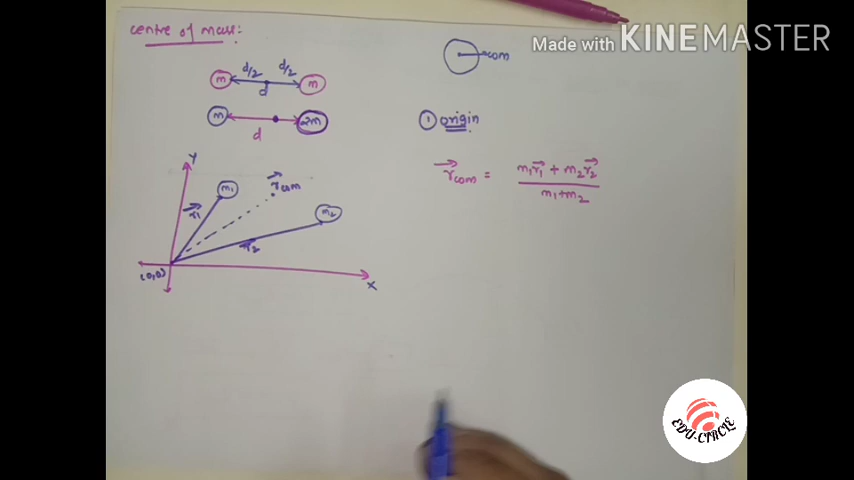 centre of mass:
com
Made with KINEMASTER
d/2 d/2
m m
d
m 2m
d
① origin
Y
m₁
r⃗com
r⃗com = m₁r⃗₁ + m₂r⃗₂
m₁+m₂
r⃗₁
m₂
r⃗₂
(0,0)
X
EDU-CIRCLE